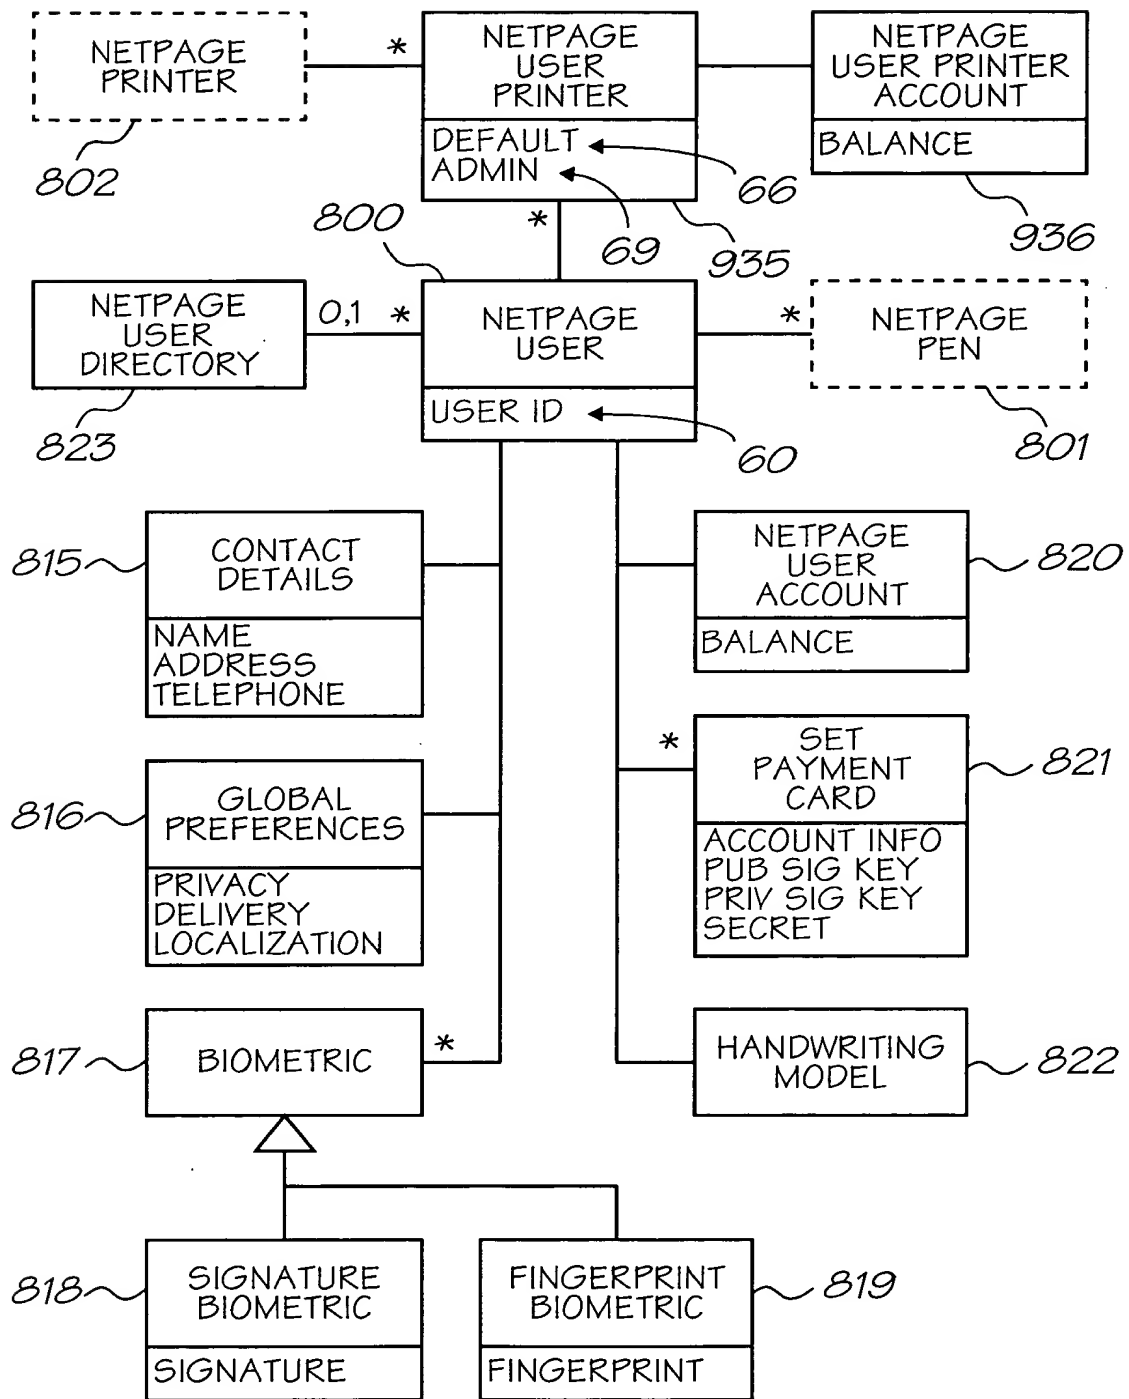 NETPAGE
PRINTER
802
*
NETPAGE
USER
PRINTER
DEFAULT
ADMIN
66
69
935
NETPAGE
USER PRINTER
ACCOUNT
BALANCE
936
*
800
NETPAGE
USER
DIRECTORY
823
0,1
*
NETPAGE
USER
USER ID
60
*
NETPAGE
PEN
801
815
CONTACT
DETAILS
NAME
ADDRESS
TELEPHONE
NETPAGE
USER
ACCOUNT
BALANCE
820
816
GLOBAL
PREFERENCES
PRIVACY
DELIVERY
LOCALIZATION
*
SET
PAYMENT
CARD
ACCOUNT INFO
PUB SIG KEY
PRIV SIG KEY
SECRET
821
817
BIOMETRIC
*
HANDWRITING
MODEL
822
818
SIGNATURE
BIOMETRIC
SIGNATURE
FINGERPRINT
BIOMETRIC
FINGERPRINT
819